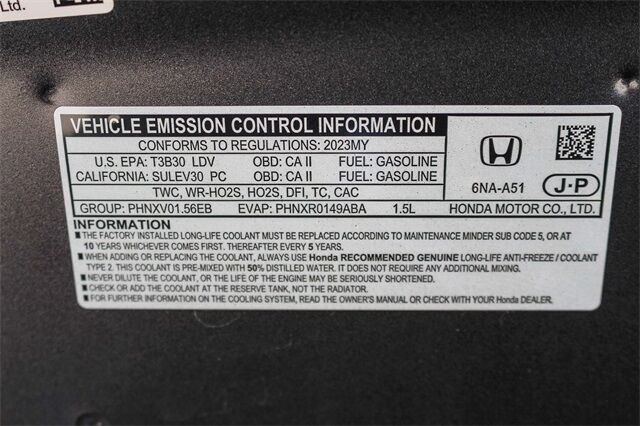 Ltd.
VEHICLE EMISSION CONTROL INFORMATION
CONFORMS TO REGULATIONS: 2023MY
U.S. EPA: T3B30 LDV OBD: CA II FUEL: GASOLINE
CALIFORNIA: SULEV30 PC OBD: CA II FUEL: GASOLINE
TWC, WR-HO2S, HO2S, DFI, TC, CAC
GROUP: PHNXV01.56EB EVAP: PHNXR0149ABA 1.5L
6NA-A51 J-P
HONDA MOTOR CO., LTD.
INFORMATION
■ THE FACTORY INSTALLED LONG-LIFE COOLANT MUST BE REPLACED ACCORDING TO MAINTENANCE MINDER SUB CODE 5, OR AT
10 YEARS WHICHEVER COMES FIRST. THEREAFTER EVERY 5 YEARS.
■ WHEN ADDING OR REPLACING THE COOLANT, ALWAYS USE Honda RECOMMENDED GENUINE LONG-LIFE ANTI-FREEZE / COOLANT
TYPE 2. THIS COOLANT IS PRE-MIXED WITH 50% DISTILLED WATER. IT DOES NOT REQUIRE ANY ADDITIONAL MIXING.
■ NEVER DILUTE THE COOLANT, OR THE LIFE OF THE ENGINE MAY BE SERIOUSLY SHORTENED.
■ CHECK OR ADD AT THE RESERVE TANK, NOT THE RADIATOR.
■ FOR FURTHER INFORMATION ON THE COOLING SYSTEM, READ THE OWNER'S MANUAL OR CHECK WITH YOUR Honda DEALER.